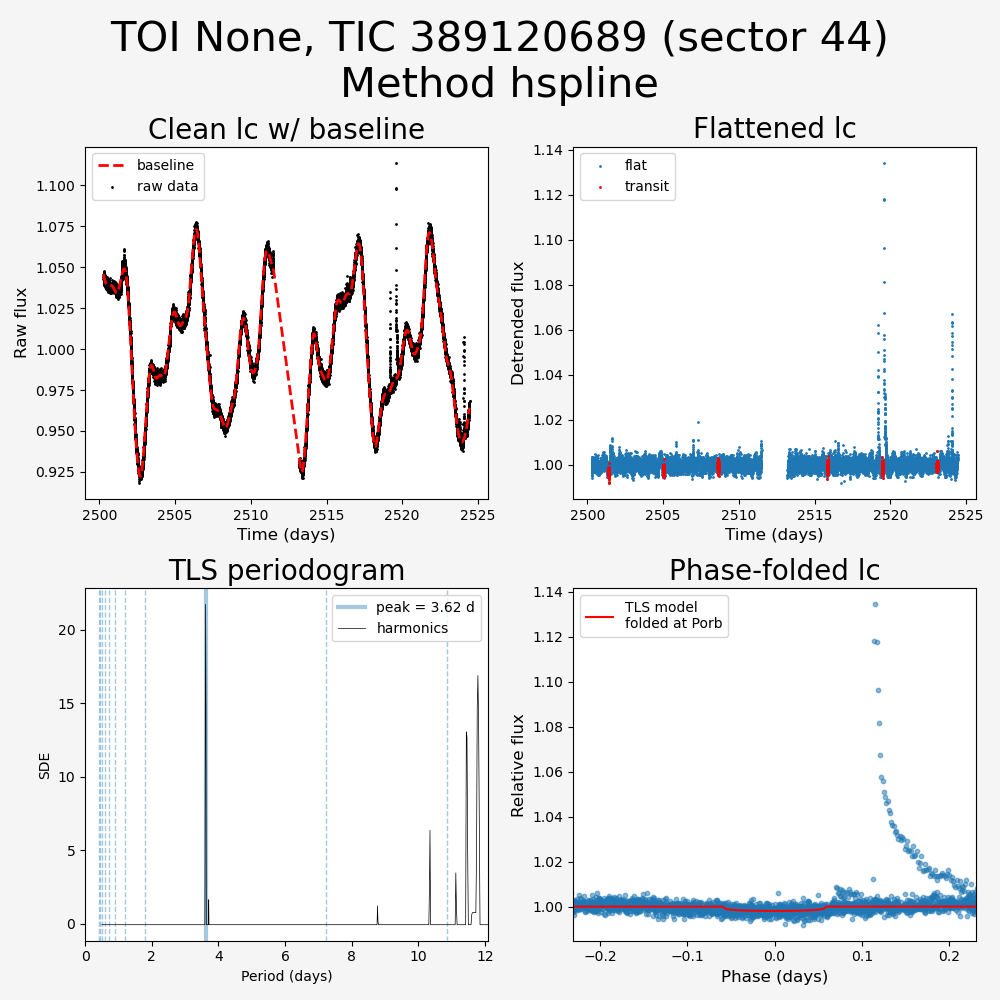 TOI None, TIC 389120689 (sector 44)
Method hspline
Clean lc w/ baseline
baseline
raw data
1.100
1.075
1.050
1.025
1.000
0.975
0.950
0.925
Raw flux
2500
2505
2510
2515
2520
2525
Time (days)
Flattened lc
flat
transit
1.14
1.12
1.10
1.08
1.06
1.04
1.02
1.00
Detrended flux
2500
2505
2510
2515
2520
2525
Time (days)
TLS periodogram
peak = 3.62 d
harmonics
20
15
10
5
0
SDE
0
2
4
6
8
10
12
Period (days)
Phase-folded lc
TLS model
folded at Porb
1.14
1.12
1.10
1.08
1.06
1.04
1.02
1.00
Relative flux
−0.2
−0.1
0.0
0.1
0.2
Phase (days)